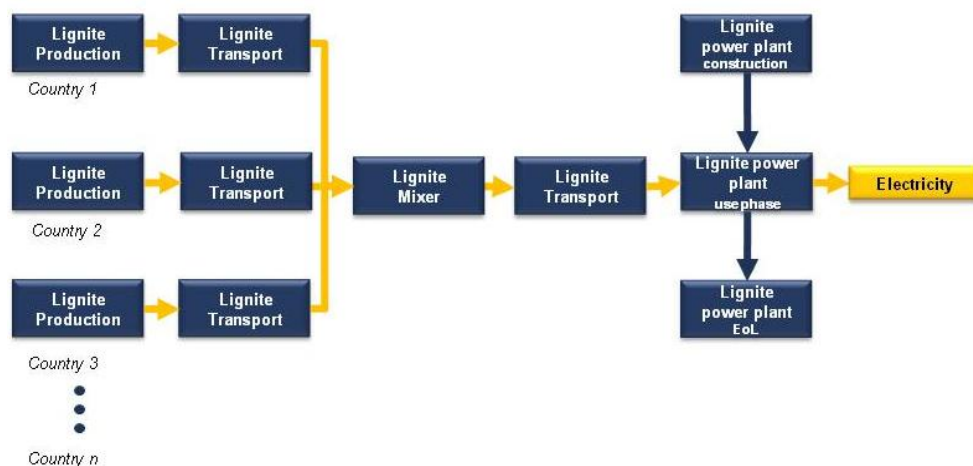 Lignite
Production
Lignite
Transport
Country 1
Lignite
power plant
construction
Lignite
Production
Lignite
Transport
Country 2
Lignite
Mixer
Lignite
Transport
Lignite power
plant
use phase
Electricity
Lignite
Production
Lignite
Transport
Country 3
Lignite
power plant
EoL
Country n